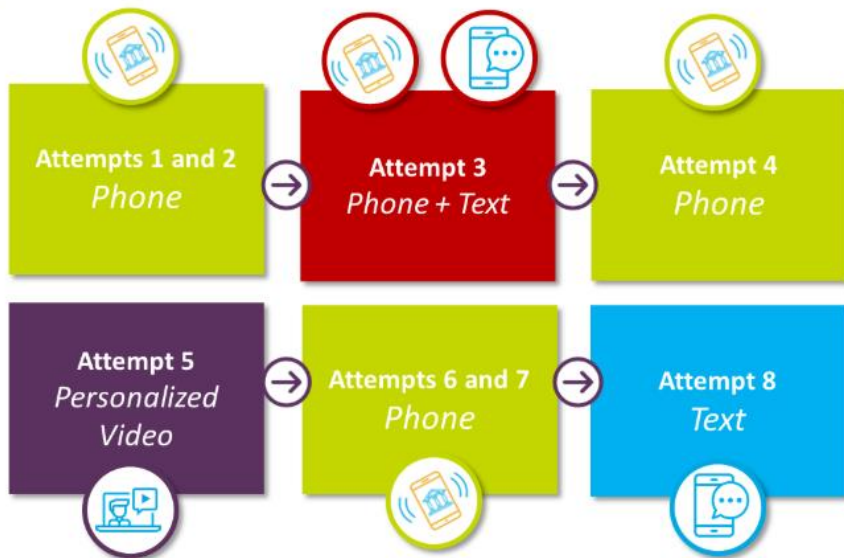 Attempts 1 and 2
Phone
Attempt 3
Phone + Text
Attempt 4
Phone
Attempt 5
Personalized
Video
Attempts 6 and 7
Phone
Attempt 8
Text